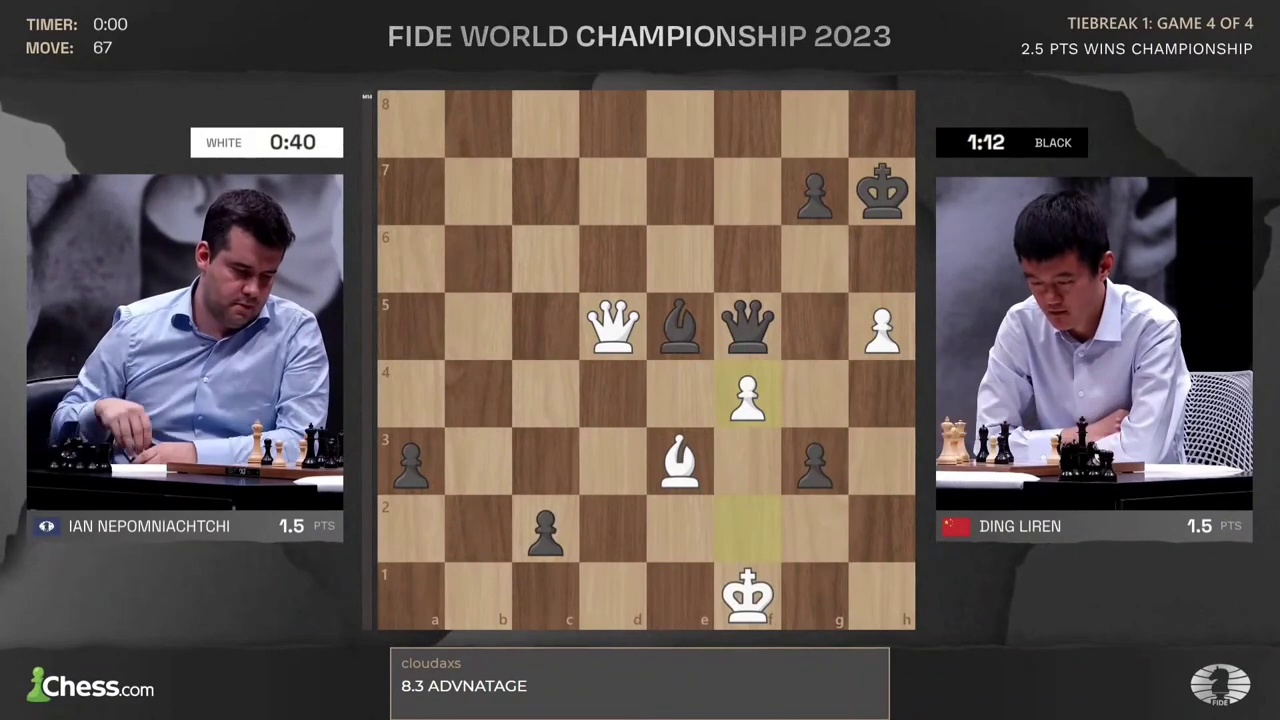 TIMER: 0:00
MOVE: 67
FIDE WORLD CHAMPIONSHIP 2023
TIEBREAK 1: GAME 4 OF 4
2.5 PTS WINS CHAMPIONSHIP
WHITE 0:40
1:12 BLACK
8
7
6
5
4
3
2
1
a b c d e f g h
IAN NEPOMNIACHTCHI 1.5 PTS
DING LIREN 1.5 PTS
cloudaxs
8.3 ADVNATAGE
Chess.com
FIDE